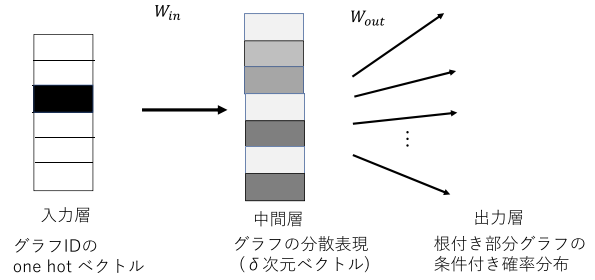 W_in
W_out
⋮
入力層
グラフIDの
one hot ベクトル
中間層
グラフの分散表現
(δ次元ベクトル)
出力層
根付き部分グラフの
条件付き確率分布